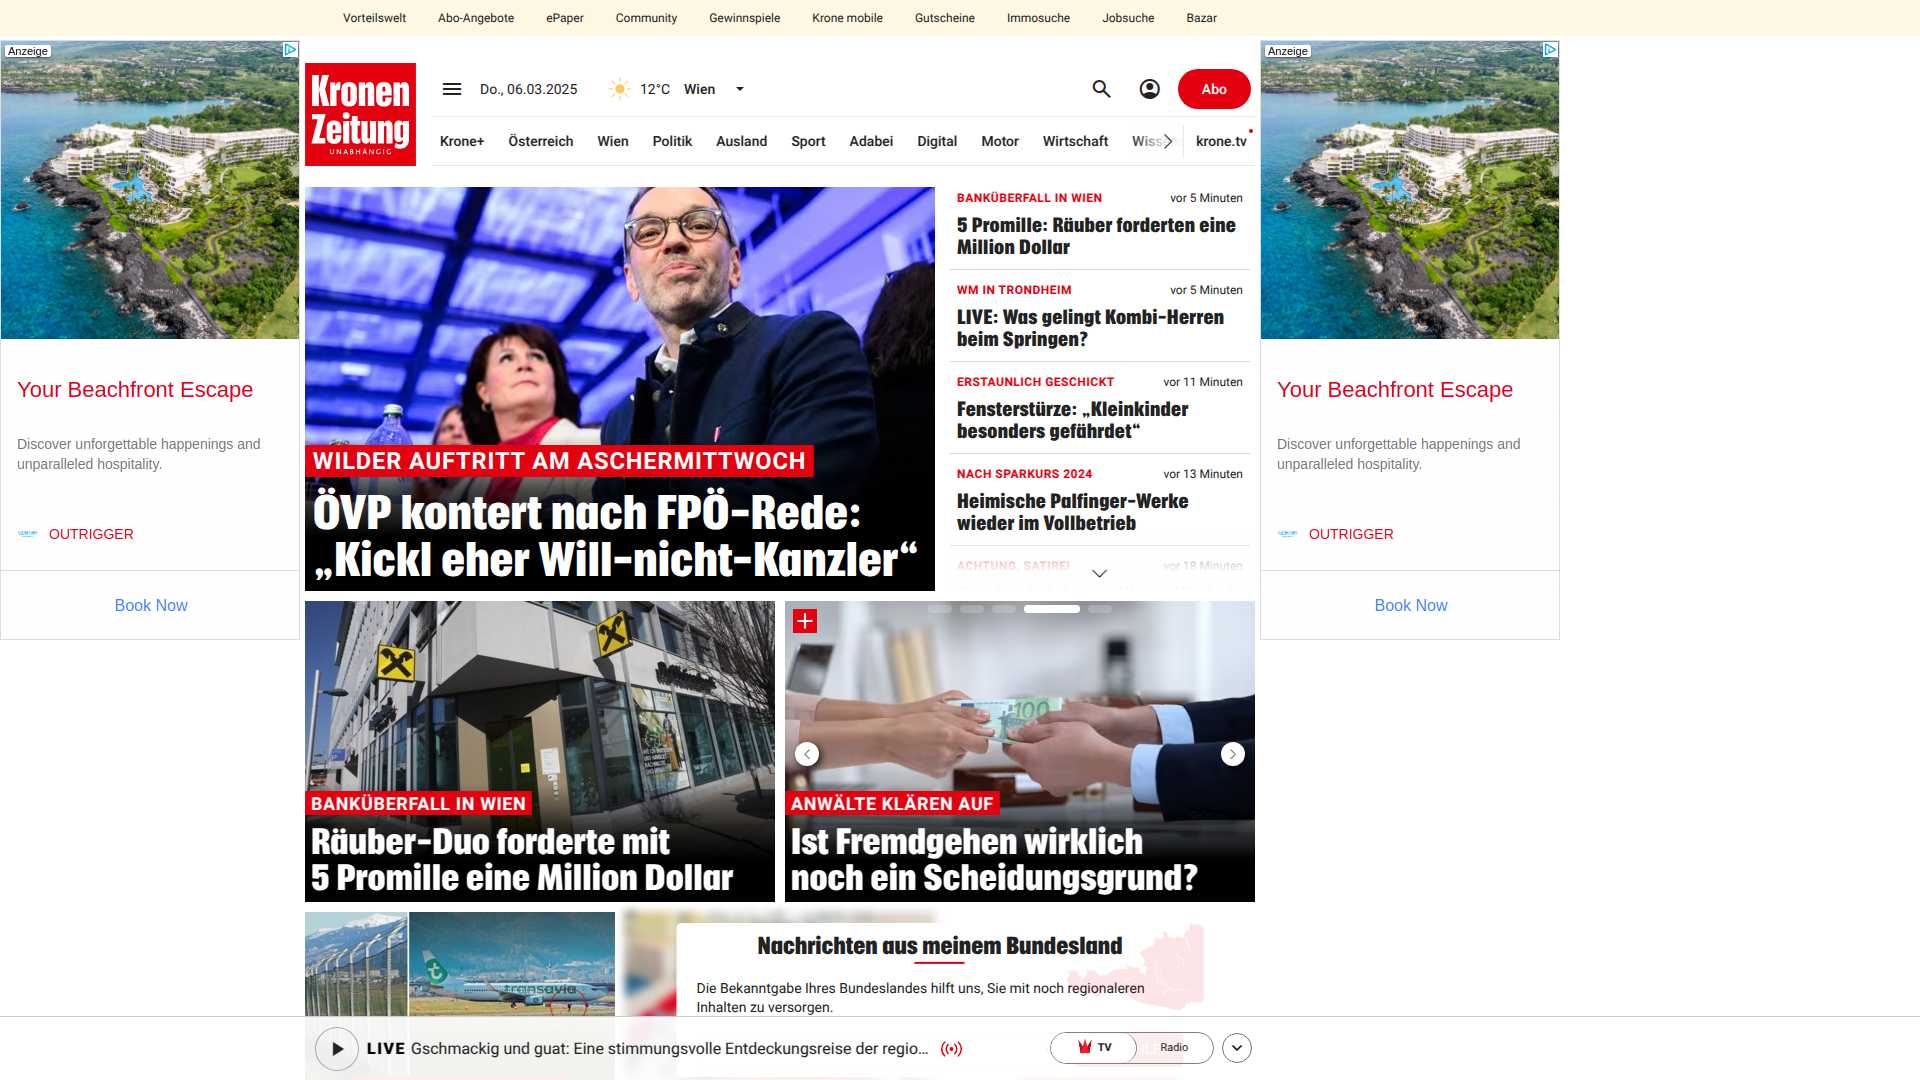 Vorteilswelt Abo-Angebote ePaper Community Gewinnspiele Krone mobile Gutscheine Immosuche Jobsuche Bazar
Anzeige
Your Beachfront Escape
Discover unforgettable happenings and
unparalleled hospitality.
OUTRIGGER
Book Now
Kronen
Zeitung
UNABHÄNGIG
Do., 06.03.2025 12°C Wien
Abo
Krone+ Österreich Wien Politik Ausland Sport Adabei Digital Motor Wirtschaft krone.tv
WILDER AUFTRITT AM ASCHERMITTWOCH
ÖVP kontert nach FPÖ-Rede:
„Kickl eher Will-nicht-Kanzler“
BANKÜBERFALL IN WIEN vor 5 Minuten
5 Promille: Räuber forderten eine
Million Dollar
WM IN TRONDHEIM vor 5 Minuten
LIVE: Was gelingt Kombi-Herren
beim Springen?
ERSTAUNLICH GESCHICKT vor 11 Minuten
Fensterstürze: „Kleinkinder
besonders gefährdet“
NACH SPARKURS 2024 vor 13 Minuten
Heimische Palfinger-Werke
wieder im Vollbetrieb
ACHTUNG, SATIRE! vor 18 Minuten
BANKÜBERFALL IN WIEN
Räuber-Duo forderte mit
5 Promille eine Million Dollar
100
ANWÄLTE KLÄREN AUF
Ist Fremdgehen wirklich
noch ein Scheidungsgrund?
transavia
Nachrichten aus meinem Bundesland
Die Bekanntgabe Ihres Bundeslandes hilft uns, Sie mit noch regionaleren
Inhalten zu versorgen.
LIVE Gschmackig und guat: Eine stimmungsvolle Entdeckungsreise der regio...
TV Radio
Anzeige
Your Beachfront Escape
Discover unforgettable happenings and
unparalleled hospitality.
OUTRIGGER
Book Now